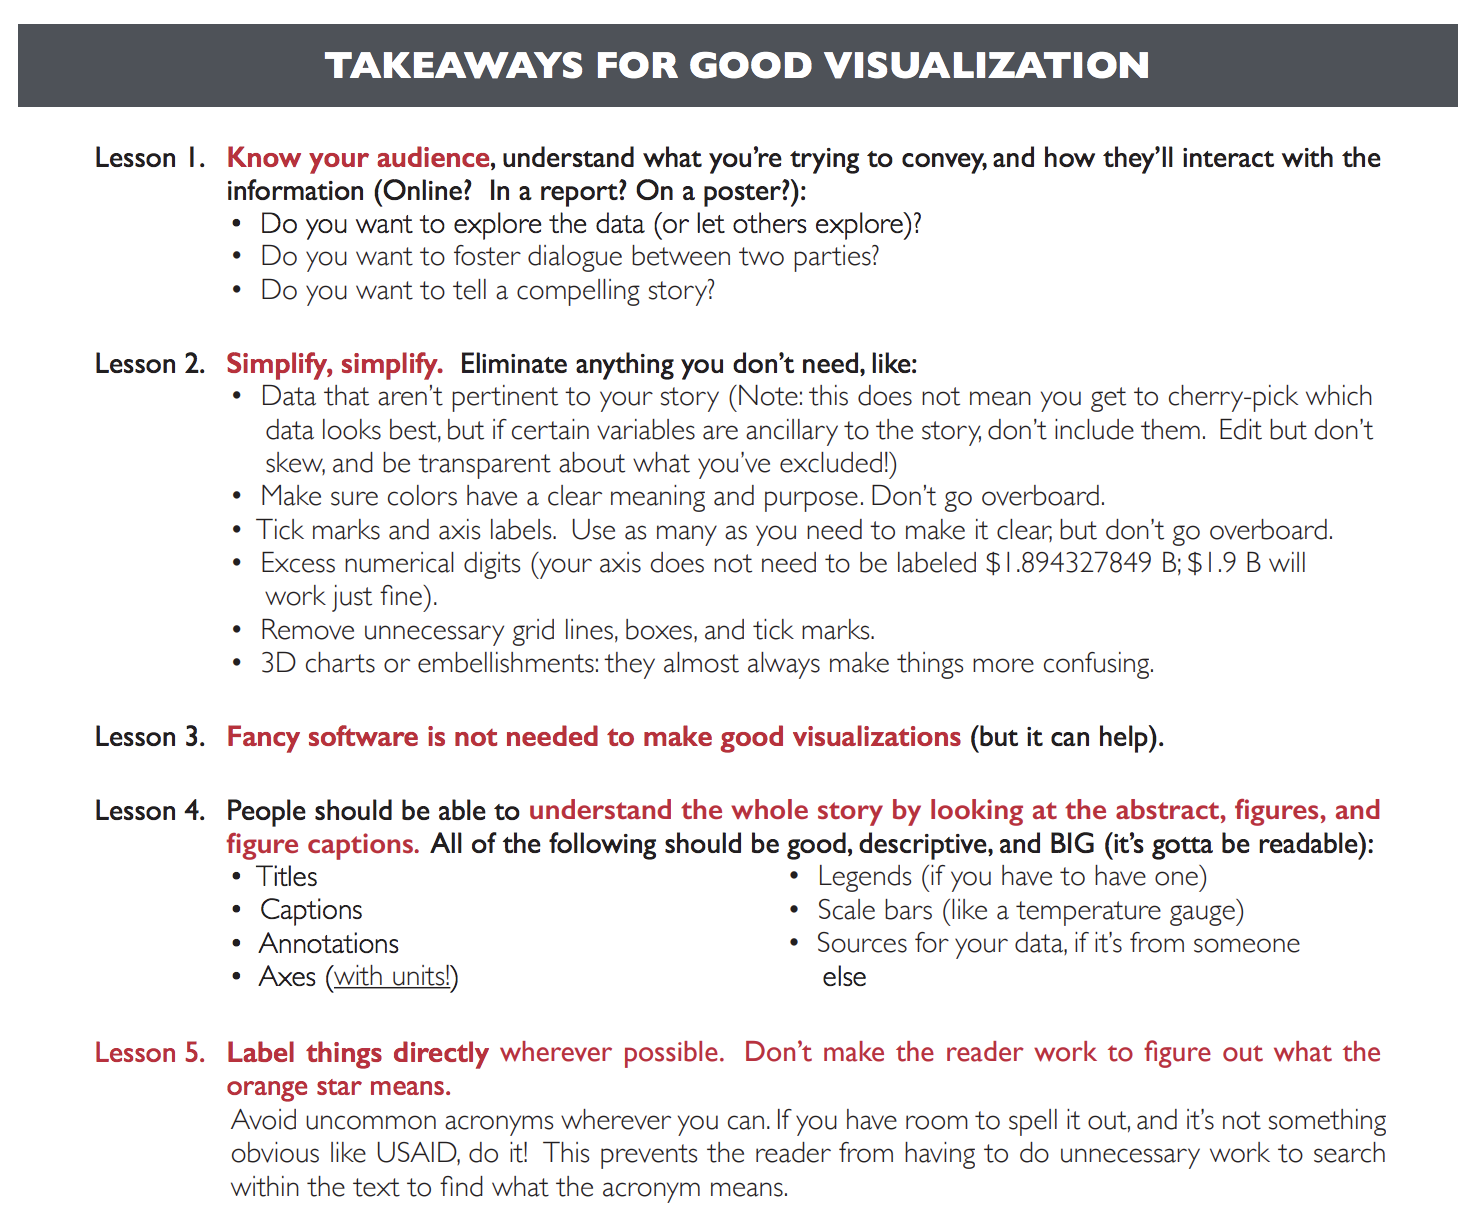 TAKEAWAYS FOR GOOD VISUALIZATION
Lesson 1. Know your audience, understand what you're trying to convey, and how they'll interact with the
information (Online? In a report? On a poster?):
• Do you want to explore the data (or let others explore)?
• Do you want to foster dialogue between two parties?
• Do you want to tell a compelling story?
Lesson 2. Simplify, simplify. Eliminate anything you don't need, like:
• Data that aren't pertinent to your story (Note: this does not mean you get to cherry-pick which
data looks best, but if certain variables are ancillary to the story, don't include them. Edit but don't
skew, and be transparent about what you've excluded!)
• Make sure colors have a clear meaning and purpose. Don't go overboard.
• Tick marks and axis labels. Use as many as you need to make it clear, but don't go overboard.
• Excess numerical digits (your axis does not need to be labeled $1.894327849 B; $1.9 B will
work just fine).
• Remove unnecessary grid lines, boxes, and tick marks.
• 3D charts or embellishments: they almost always make things more confusing.
Lesson 3. Fancy software is not needed to make good visualizations (but it can help).
Lesson 4. People should be able to understand the whole story by looking at the abstract, figures, and
figure captions. All of the following should be good, descriptive, and BIG (it's gotta be readable):
• Titles
• Captions
• Annotations
• Axes (with units!)
• Legends (if you have to have one)
• Scale bars (like a temperature gauge)
• Sources for your data, if it's from someone
else
Lesson 5. Label things directly wherever possible. Don't make the reader work to figure out what the
orange star means.
Avoid uncommon acronyms wherever you can. If you have room to spell it out, and it's not something
obvious like USAID, do it! This prevents the reader from having to do unnecessary work to search
within the text to find what the acronym means.